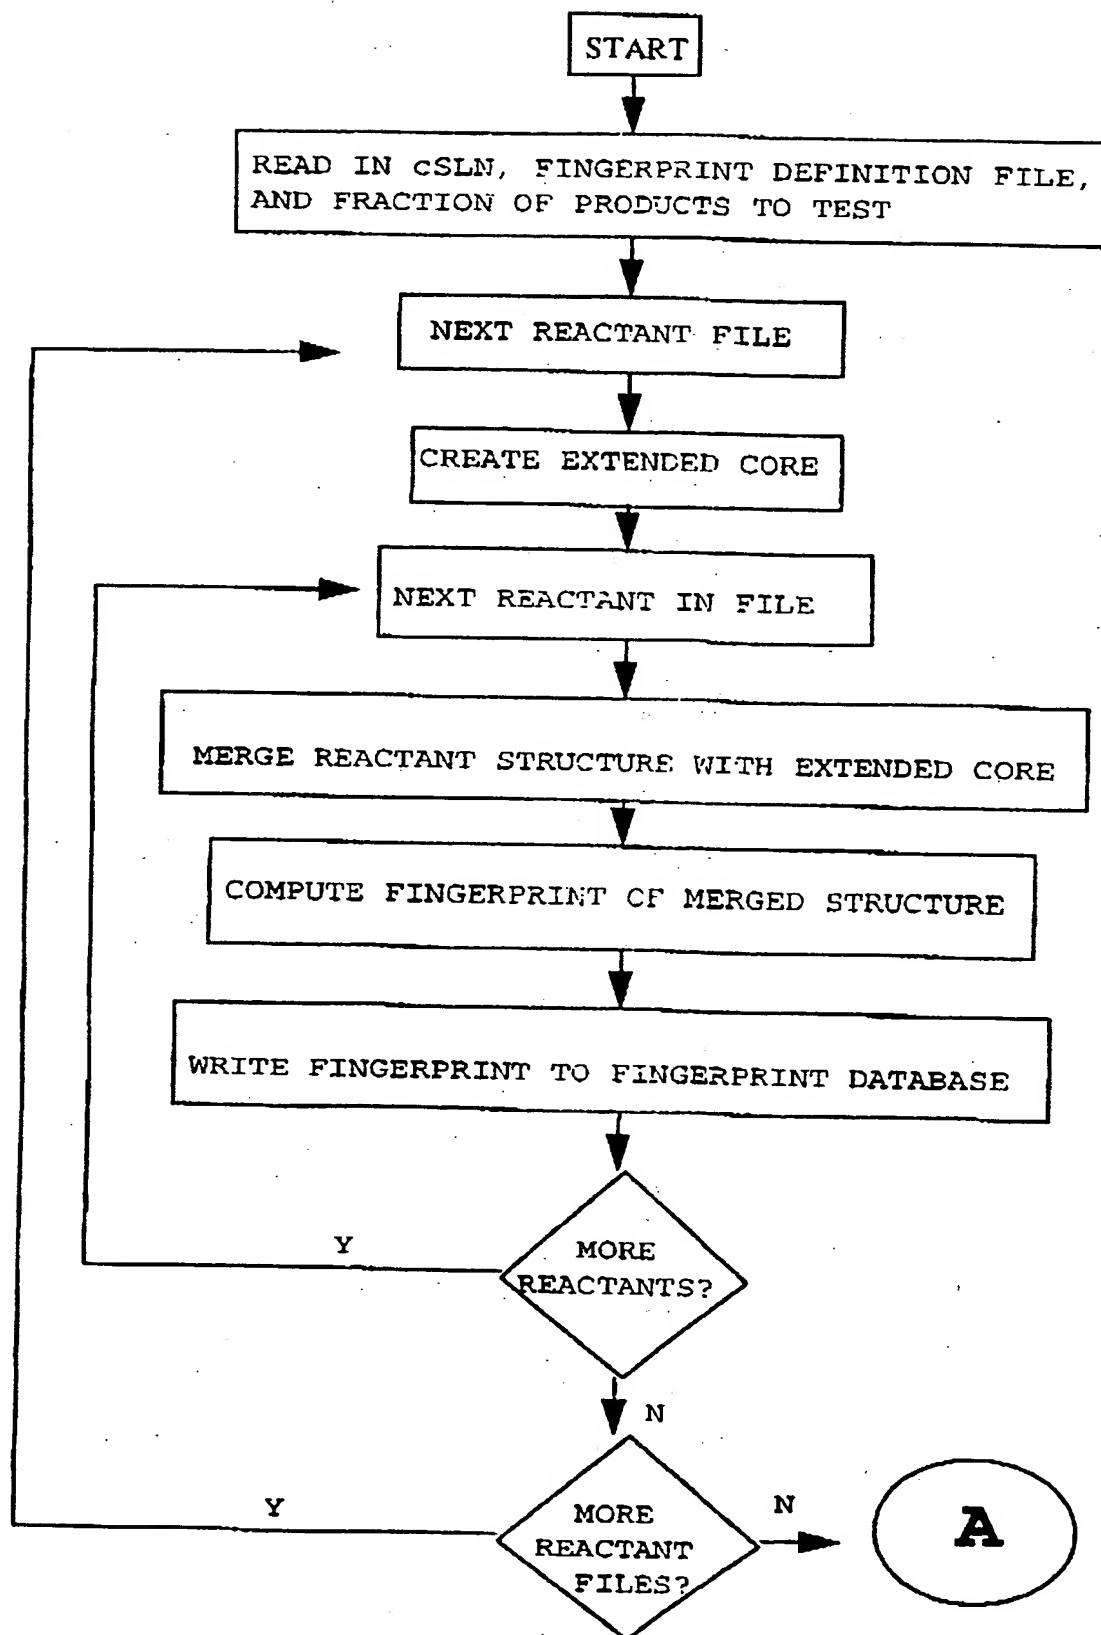 START
READ IN cSLN, FINGERPRINT DEFINITION FILE,
AND FRACTION OF PRODUCTS TO TEST
NEXT REACTANT FILE
CREATE EXTENDED CORE
NEXT REACTANT IN FILE
MERGE REACTANT STRUCTURE WITH EXTENDED CORE
COMPUTE FINGERPRINT OF MERGED STRUCTURE
WRITE FINGERPRINT TO FINGERPRINT DATABASE
Y
MORE
REACTANTS?
N
Y
MORE
REACTANT
FILES?
N
A